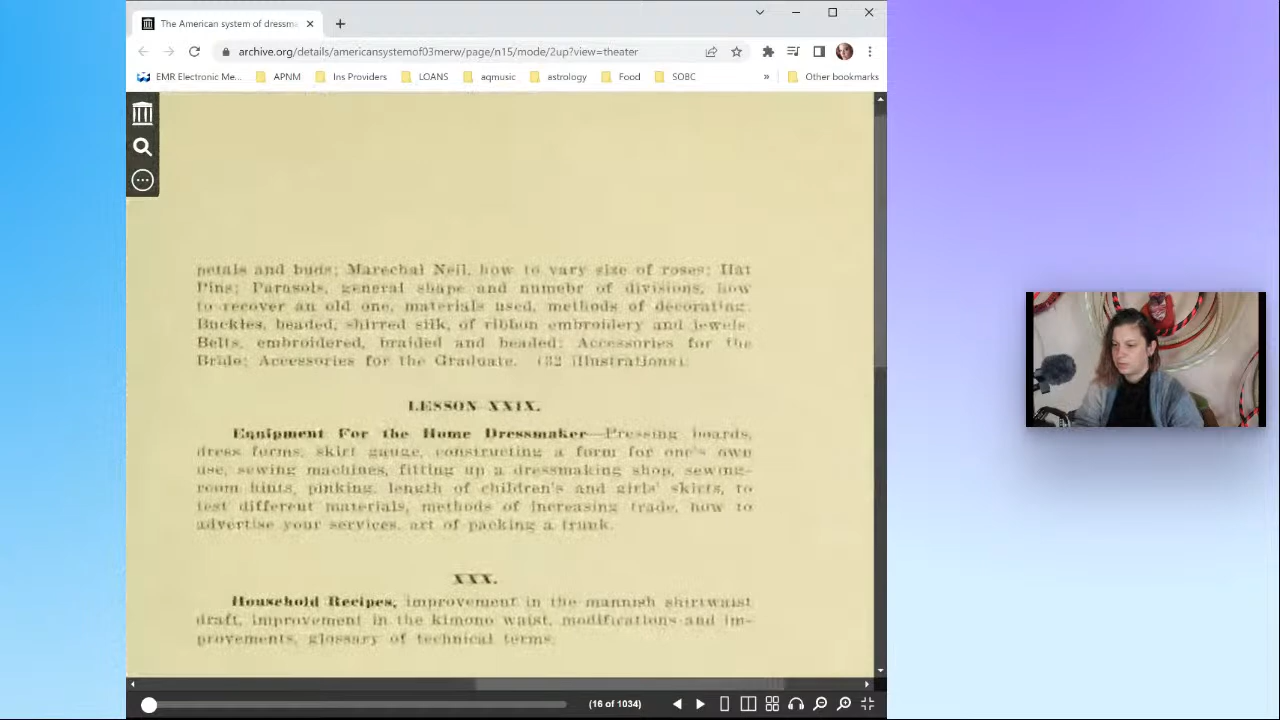 The American system of dressma
archive.org/details/americansystemof03merw/page/n15/mode/2up?view=theater
EMR Electronic Me...
APNM
Ins Providers
LOANS
aqmusic
astrology
Food
SOBC
»
Other bookmarks
petals and buds; Marechal Neil, how to vary size of roses; Hat
Pins; Parasols, general shape and numebr of divisions, how
to recover an old one, materials used, methods of decorating.
Buckles, beaded, shirred silk, of ribbon embroidery and jewels.
Belts, embroidered, braided and beaded; Accessories for the
Bride; Accessories for the Graduate. (32 illustrations).
LESSON XXIX.
Equipment For the Home Dressmaker—Pressing boards,
dress forms, skirt gauge, constructing a form for one's own
use, sewing machines, fitting up a dressmaking shop, sewing-
room hints, pinking, length of children's and girls' skirts, to
test different materials, methods of increasing trade, how to
advertise your services, art of packing a trunk.
XXX.
Household Recipes, improvement in the mannish shirtwaist
draft, improvement in the kimono waist, modifications and im-
provements, glossary of technical terms.
(16 of 1034)